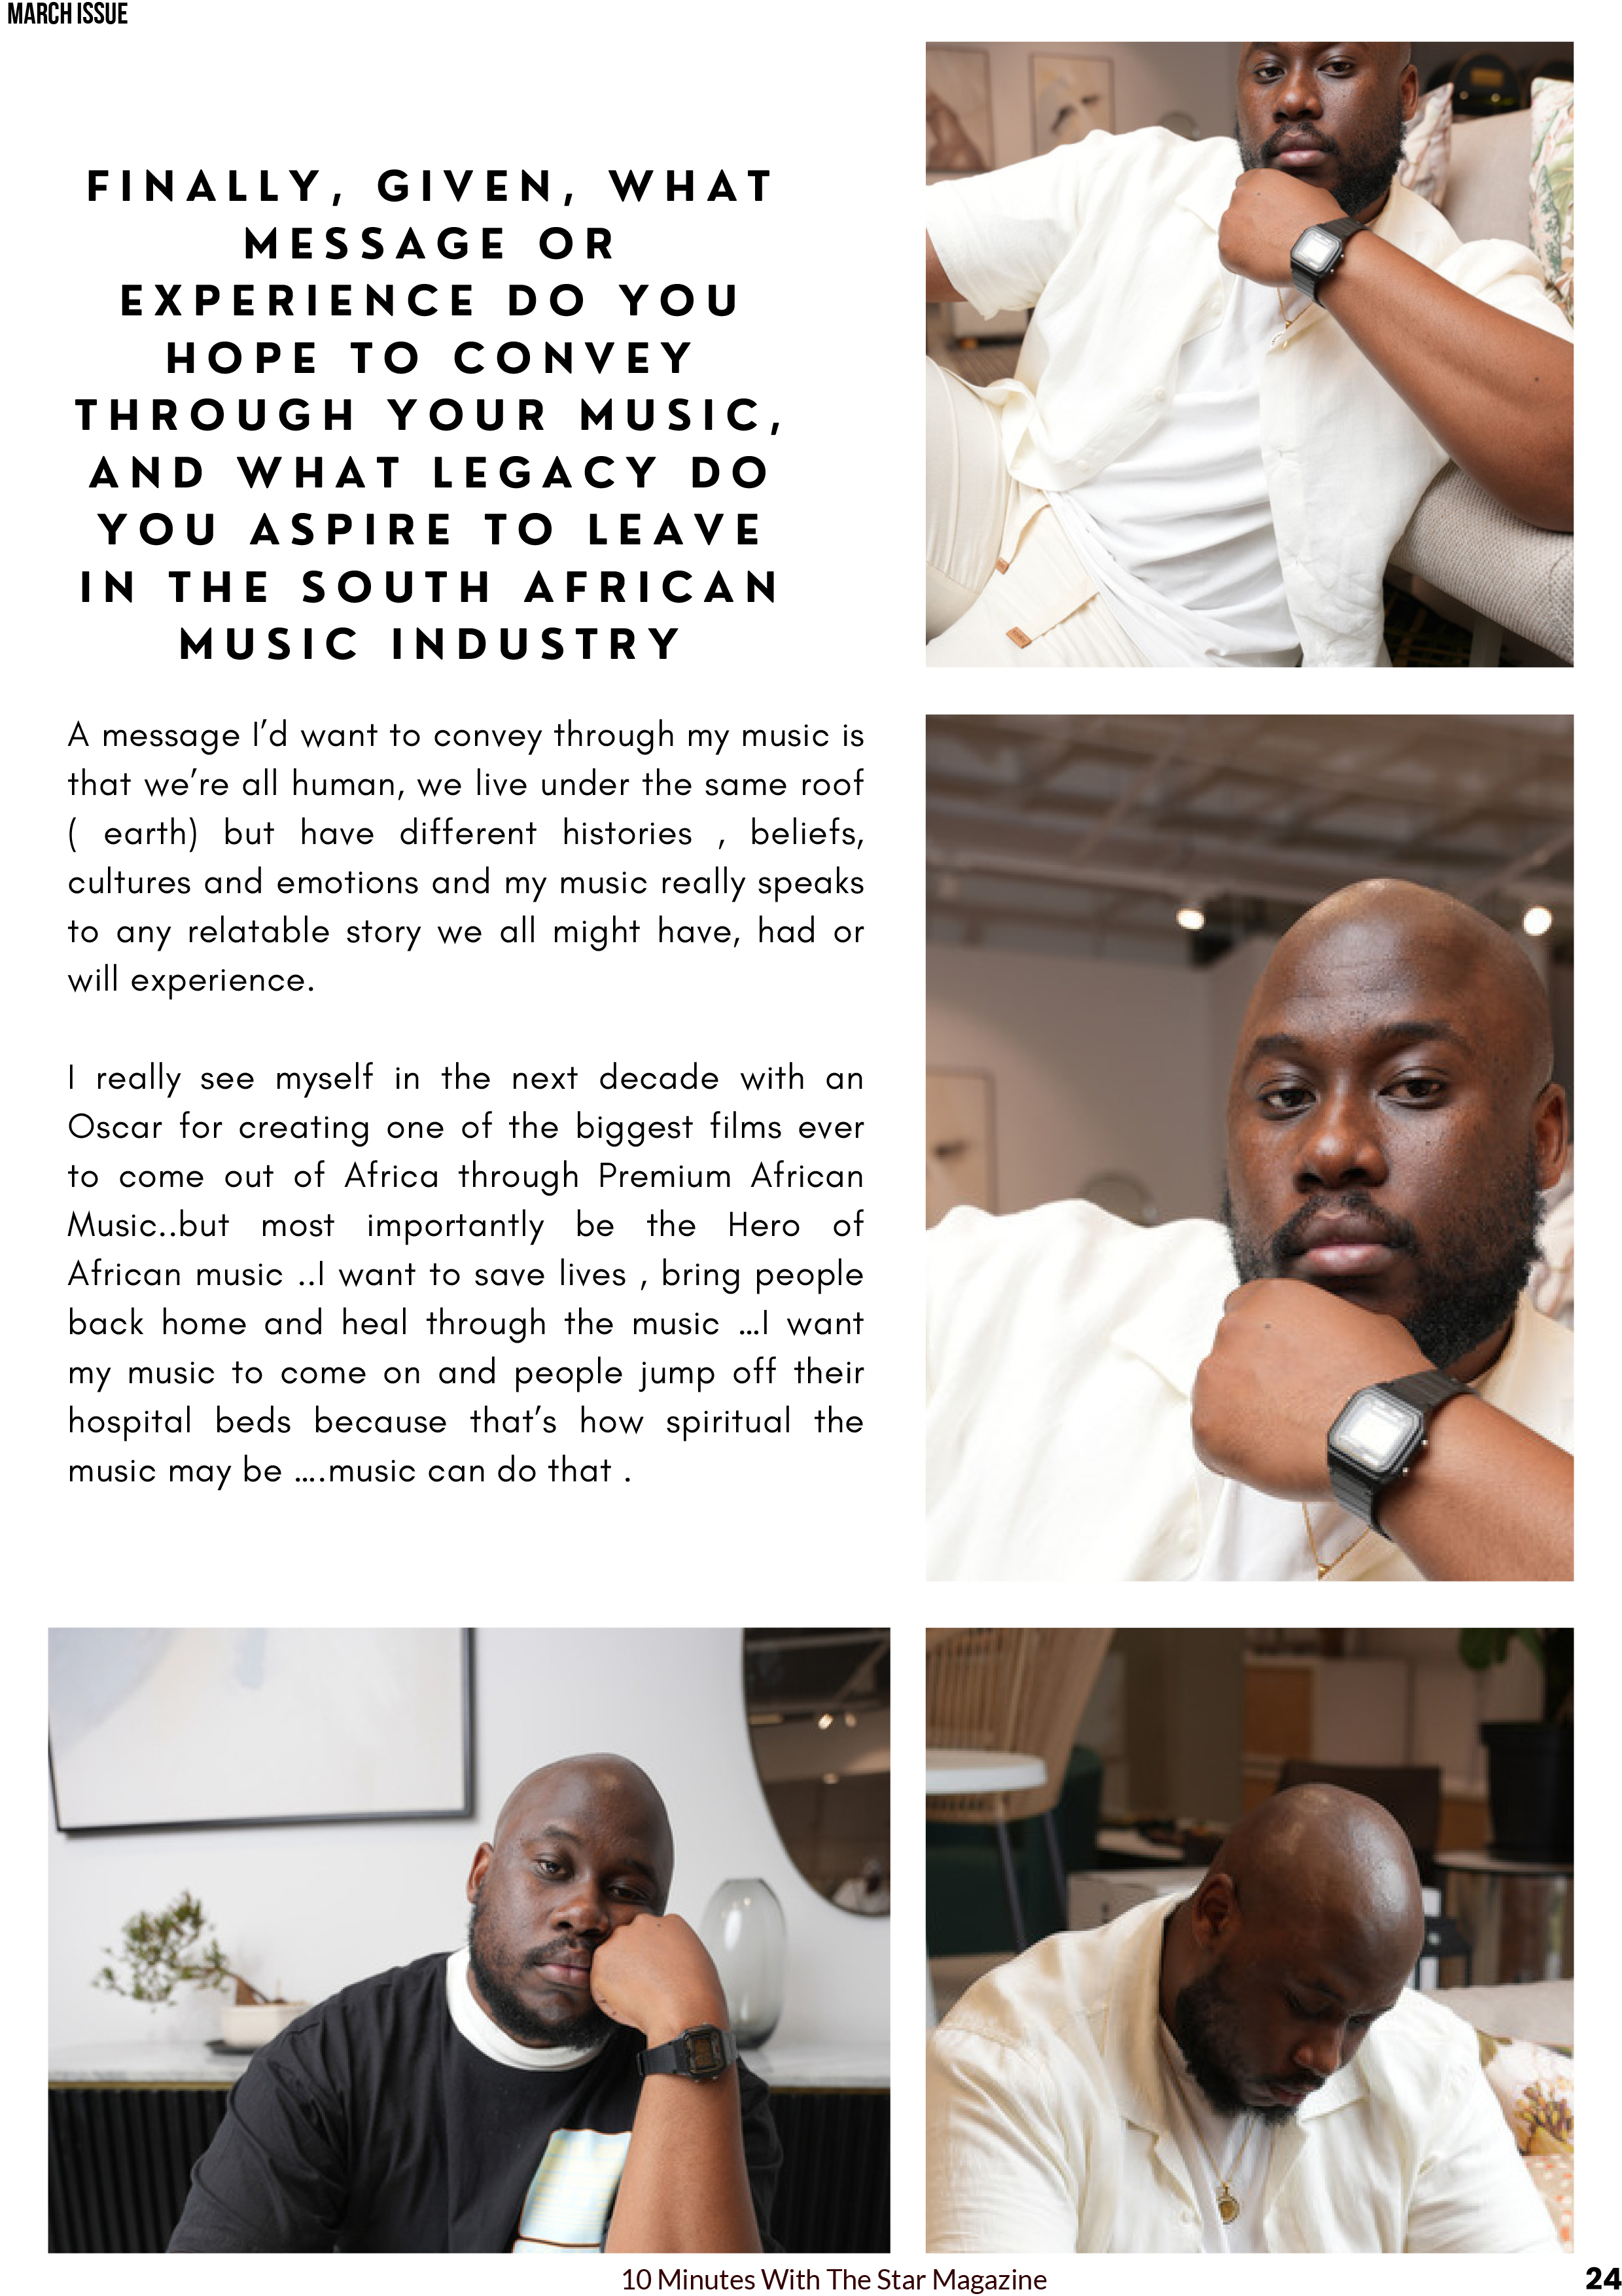 MARCH ISSUE
FINALLY, GIVEN, WHAT
MESSAGE OR
EXPERIENCE DO YOU
HOPE TO CONVEY
THROUGH YOUR MUSIC,
AND WHAT LEGACY DO
YOU ASPIRE TO LEAVE
IN THE SOUTH AFRICAN
MUSIC INDUSTRY
A message I’d want to convey through my music is
that we’re all human, we live under the same roof
( earth) but have different histories , beliefs,
cultures and emotions and my music really speaks
to any relatable story we all might have, had or
will experience.
I really see myself in the next decade with an
Oscar for creating one of the biggest films ever
to come out of Africa through Premium African
Music..but most importantly be the Hero of
African music ..I want to save lives , bring people
back home and heal through the music ...I want
my music to come on and people jump off their
hospital beds because that’s how spiritual the
music may be ....music can do that .
10 Minutes With The Star Magazine
24